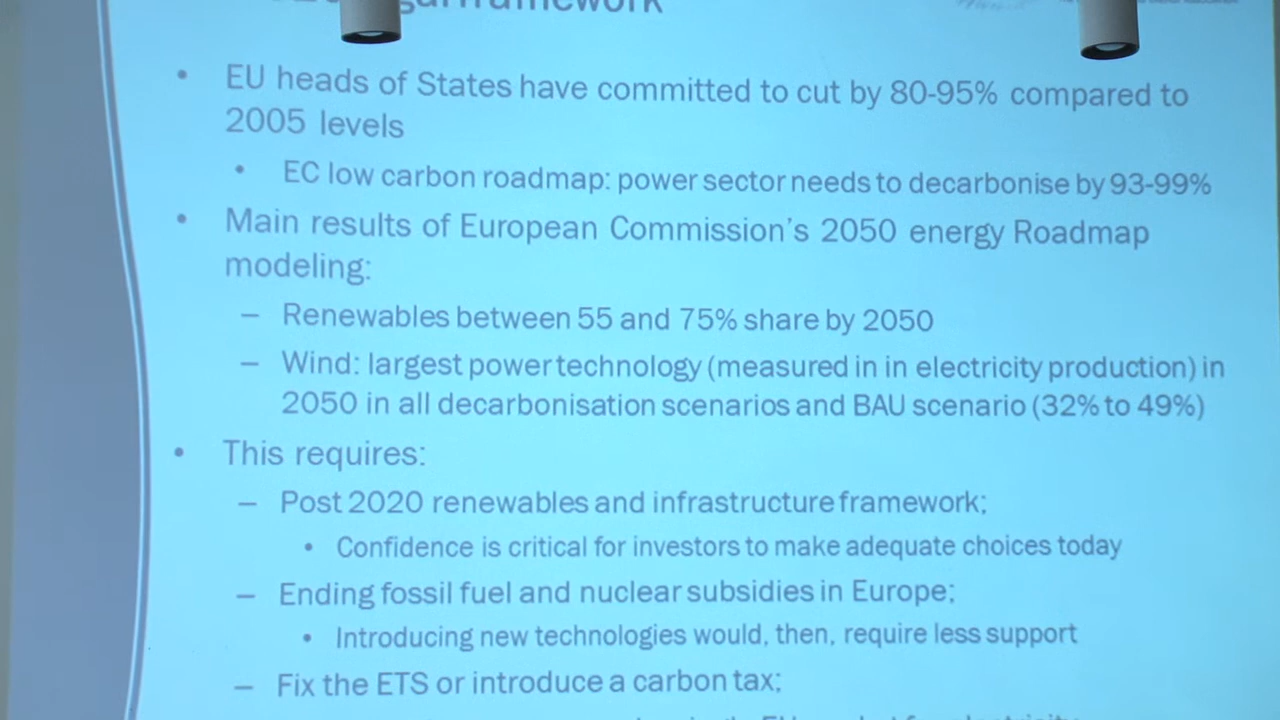 framework
• EU heads of States have committed to cut by 80-95% compared to
2005 levels
• EC low carbon roadmap: power sector needs to decarbonise by 93-99%
• Main results of European Commission's 2050 energy Roadmap
modeling:
– Renewables between 55 and 75% share by 2050
– Wind: largest power technology (measured in in electricity production) in
2050 in all decarbonisation scenarios and BAU scenario (32% to 49%)
• This requires:
– Post 2020 renewables and infrastructure framework;
• Confidence is critical for investors to make adequate choices today
– Ending fossil fuel and nuclear subsidies in Europe;
• Introducing new technologies would, then, require less support
– Fix the ETS or introduce a carbon tax;